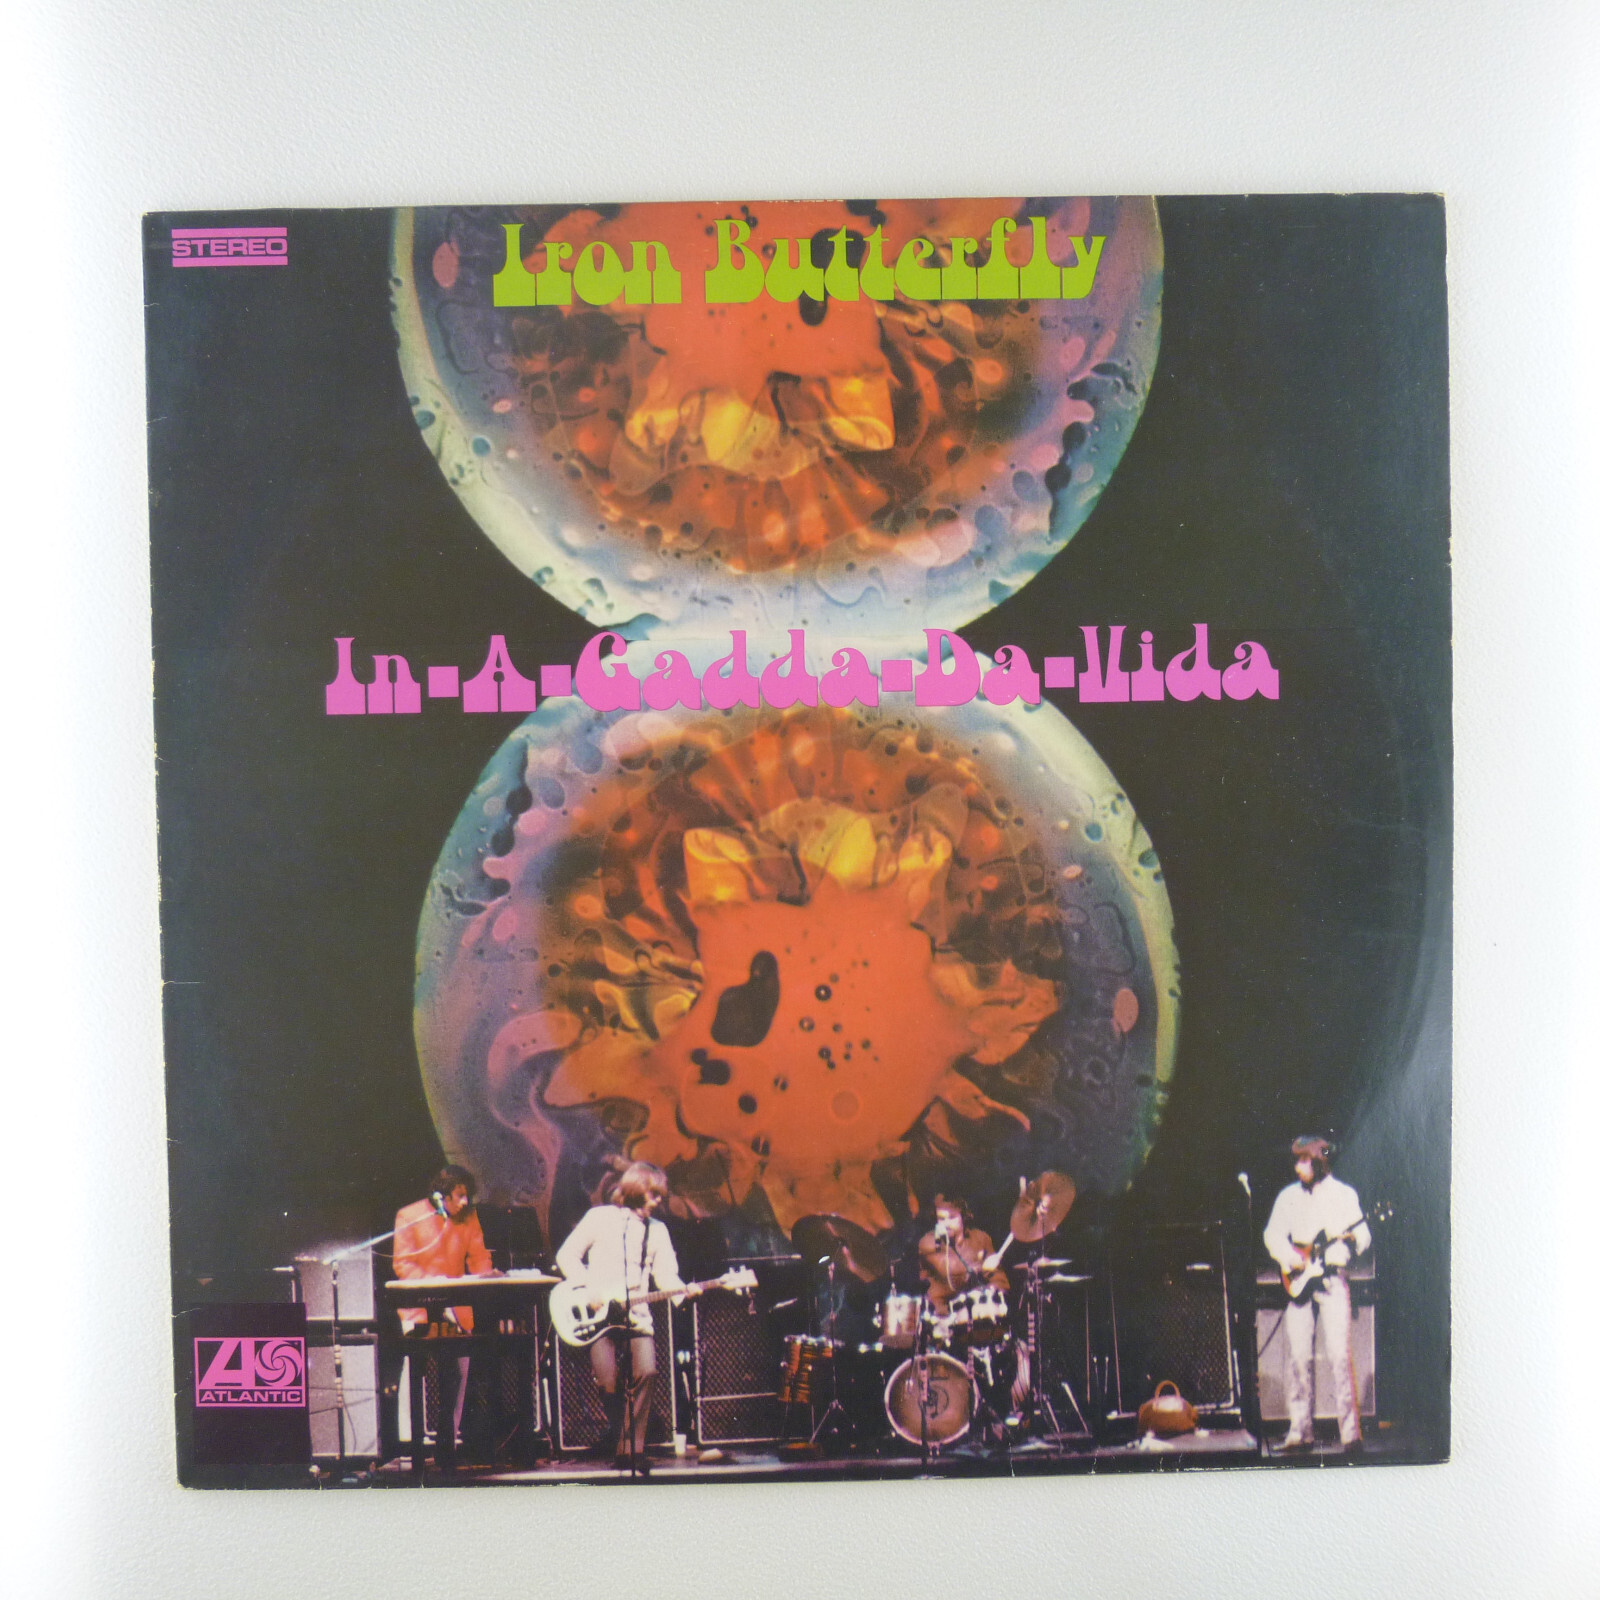 STEREO
Iron Butterfly
In-A-Gadda-Da-Vida
ATLANTIC